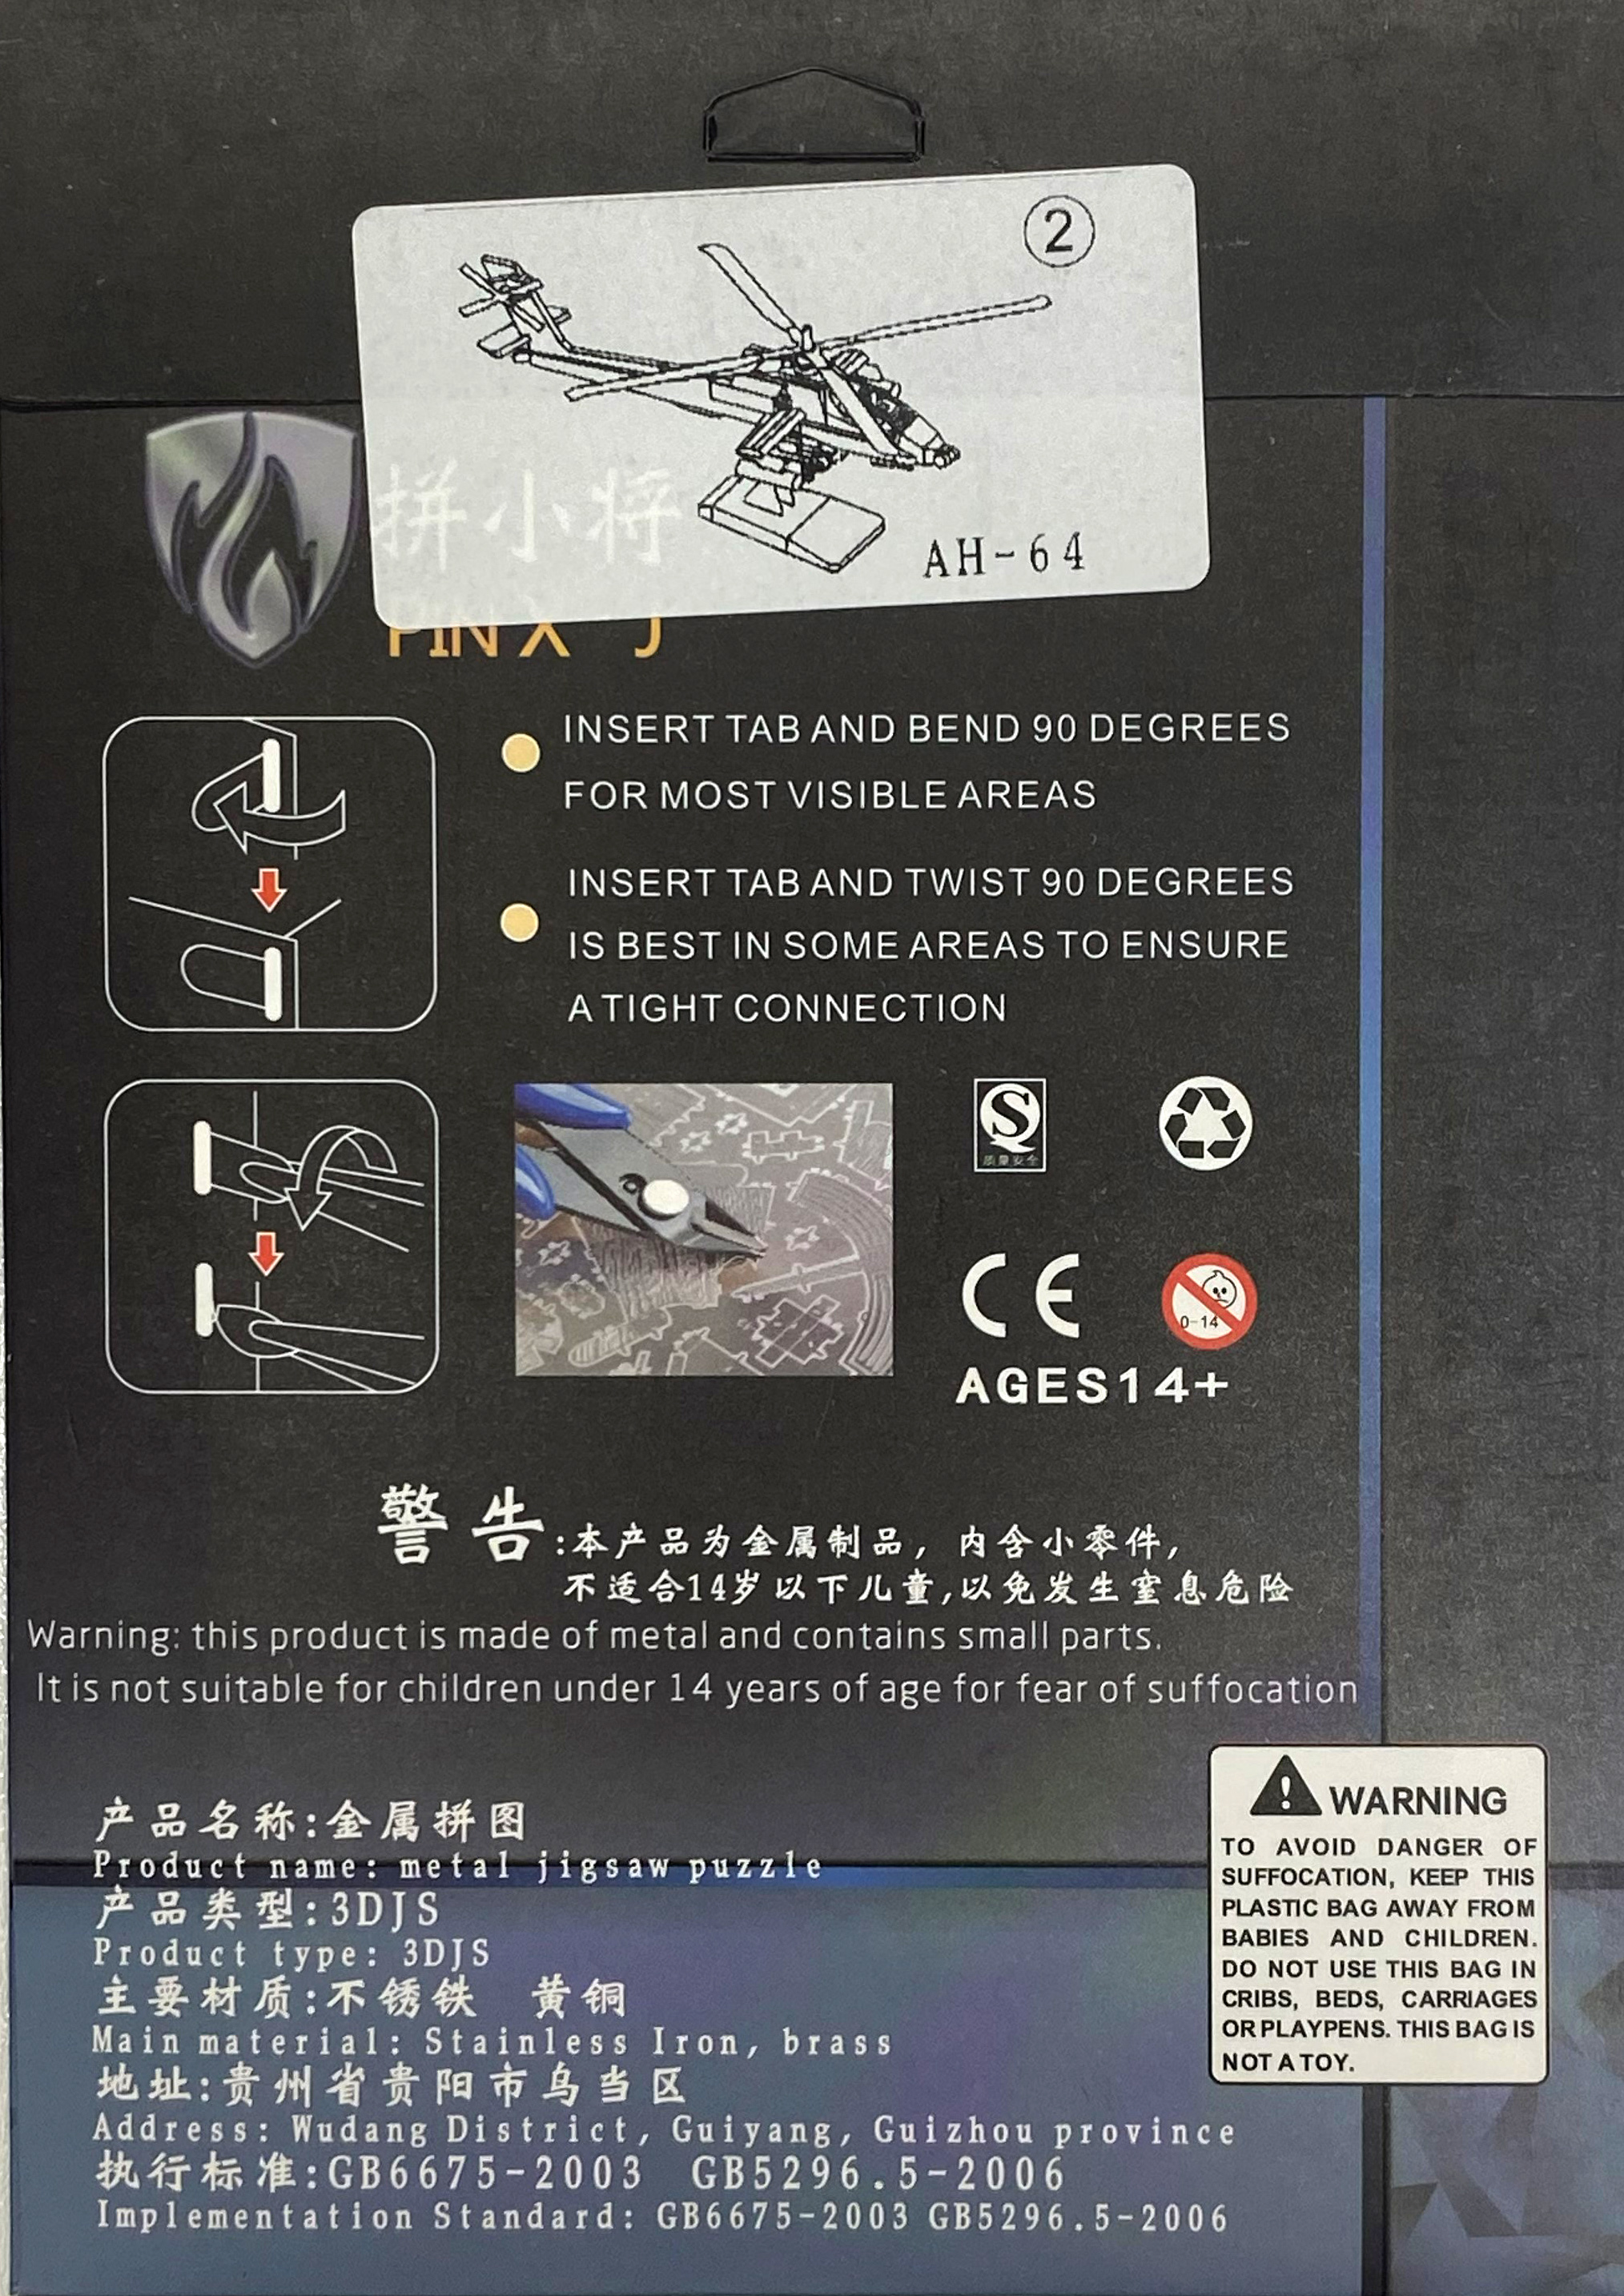 ②
AH-64
拼小将
PIN X J
INSERT TAB AND BEND 90 DEGREES
FOR MOST VISIBLE AREAS
INSERT TAB AND TWIST 90 DEGREES
IS BEST IN SOME AREAS TO ENSURE
A TIGHT CONNECTION
QS
质量安全
CE
0-14
AGES14+
警告:本产品为金属制品，内含小零件，
不适合14岁以下儿童,以免发生窒息危险
Warning: this product is made of metal and contains small parts.
It is not suitable for children under 14 years of age for fear of suffocation
产品名称:金属拼图
Product name: metal jigsaw puzzle
产品类型:3DJS
Product type: 3DJS
主要材质:不锈铁 黄铜
Main material: Stainless Iron, brass
地址:贵州省贵阳市乌当区
Address: Wudang District, Guiyang, Guizhou province
执行标准:GB6675-2003 GB5296.5-2006
Implementation Standard: GB6675-2003 GB5296.5-2006
WARNING
TO AVOID DANGER OF
SUFFOCATION, KEEP THIS
PLASTIC BAG AWAY FROM
BABIES AND CHILDREN.
DO NOT USE THIS BAG IN
CRIBS, BEDS, CARRIAGES
OR PLAYPENS. THIS BAG IS
NOT A TOY.